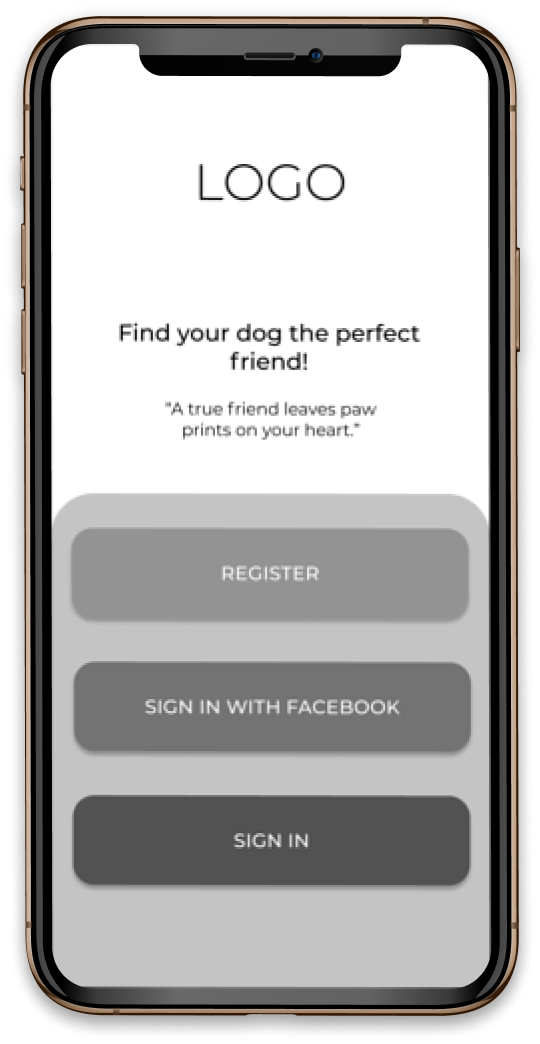 LOGO
Find your dog the perfect
friend!
“A true friend leaves paw
prints on your heart.”
REGISTER
SIGN IN WITH FACEBOOK
SIGN IN